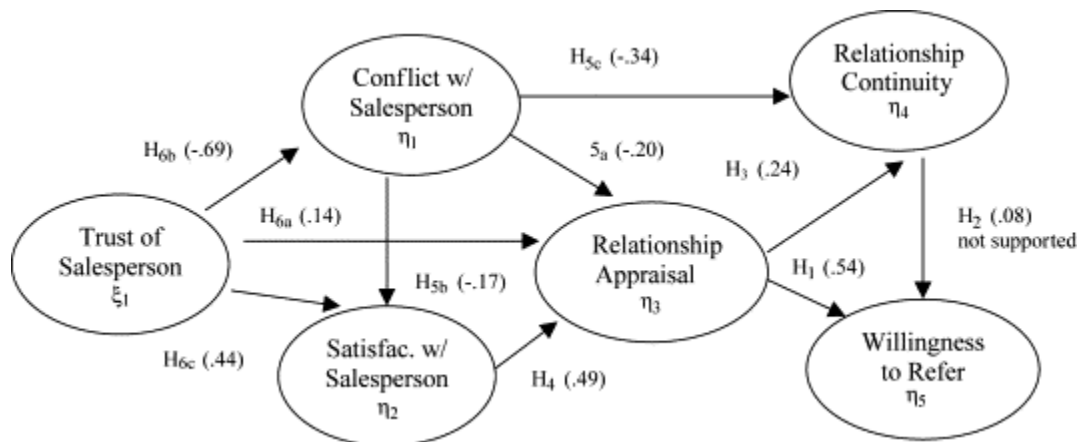 Conflict w/
Salesperson
η1
H5c (-.34)
Relationship
Continuity
η4
H6b (-.69)
5a (-.20)
H3 (.24)
Trust of
Salesperson
ξ1
H6a (.14)
Relationship
Appraisal
η3
H2 (.08)
not supported
H1 (.54)
H5b (-.17)
H6c (.44)
Satisfac. w/
Salesperson
η2
H4 (.49)
Willingness
to Refer
η5